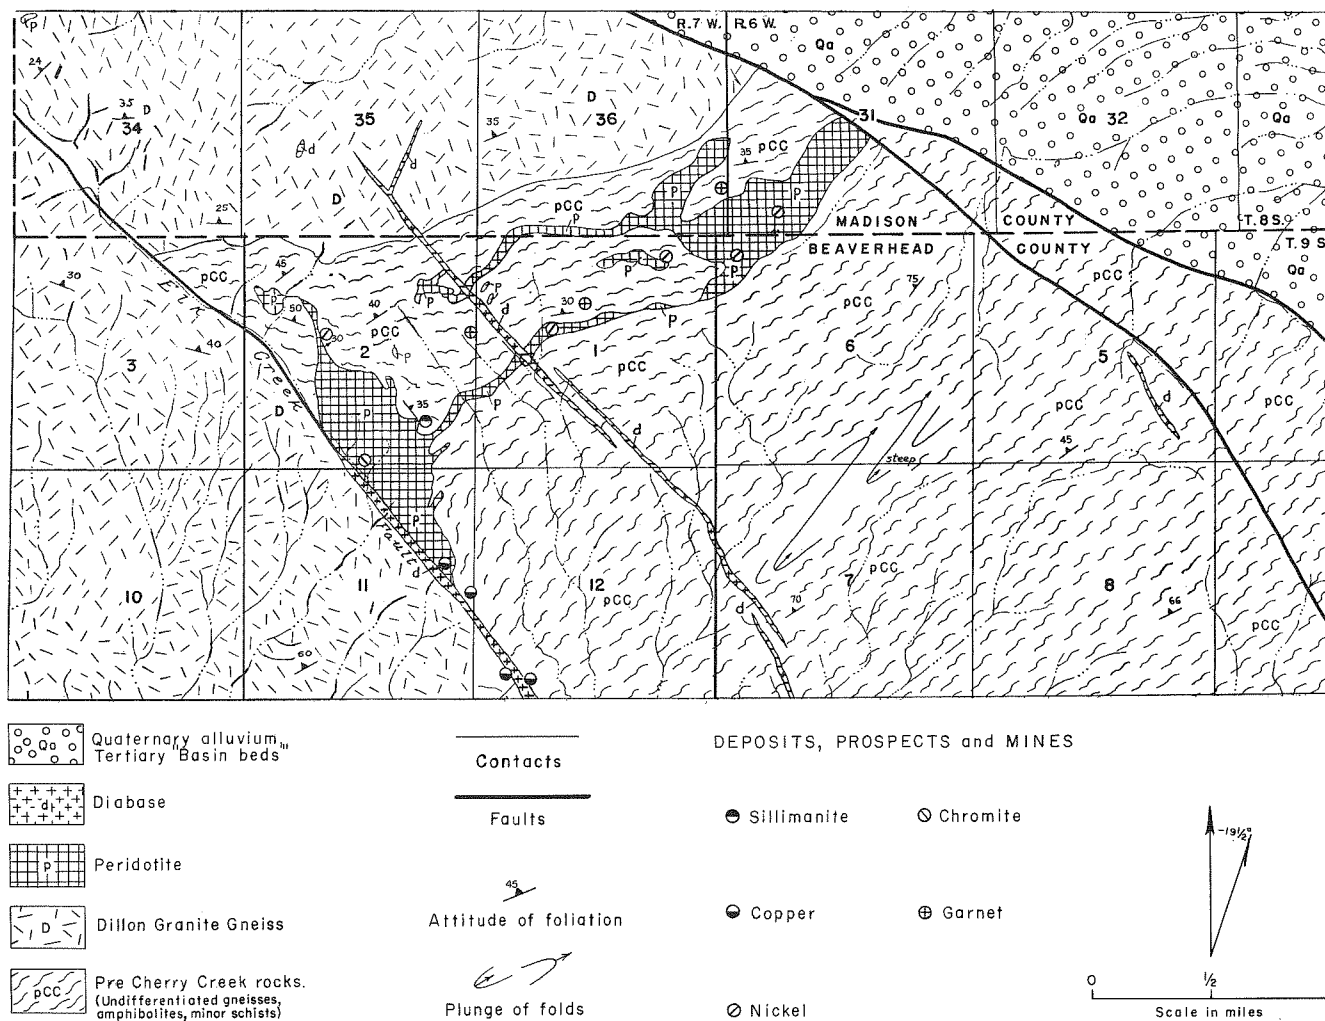 R.7 W. R.6 W.
P
Qa
24
35
D
34
35
D
36
35
31
Qa 32
Qa
d
d
35
pCC
P
D
pCC
P
25
MADISON COUNTY
T. 8 S.
BEAVERHEAD COUNTY
T. 9 S
30
pCC
45
P
P
P
pCC
Qa
75
50
P
40
30
d
pCC
pCC
P
30
2
P
1
pCC
6
5
3
40
Creek
D
P
35
P
d
pCC
d
45
steep
P
fault
d
10
11
12
pCC
7 pCC
8
66
70
d
60
pCC
Qa
Quaternary alluvium,
Tertiary "Basin beds"
d
Diabase
P
Peridotite
D
Dillon Granite Gneiss
pCC
Pre Cherry Creek rocks.
(Undifferentiated gneisses,
amphibolites, minor schists)
Contacts
Faults
45
Attitude of foliation
Plunge of folds
DEPOSITS, PROSPECTS and MINES
Sillimanite
Chromite
Copper
Garnet
Nickel
-19½°
0
1/2
Scale in miles